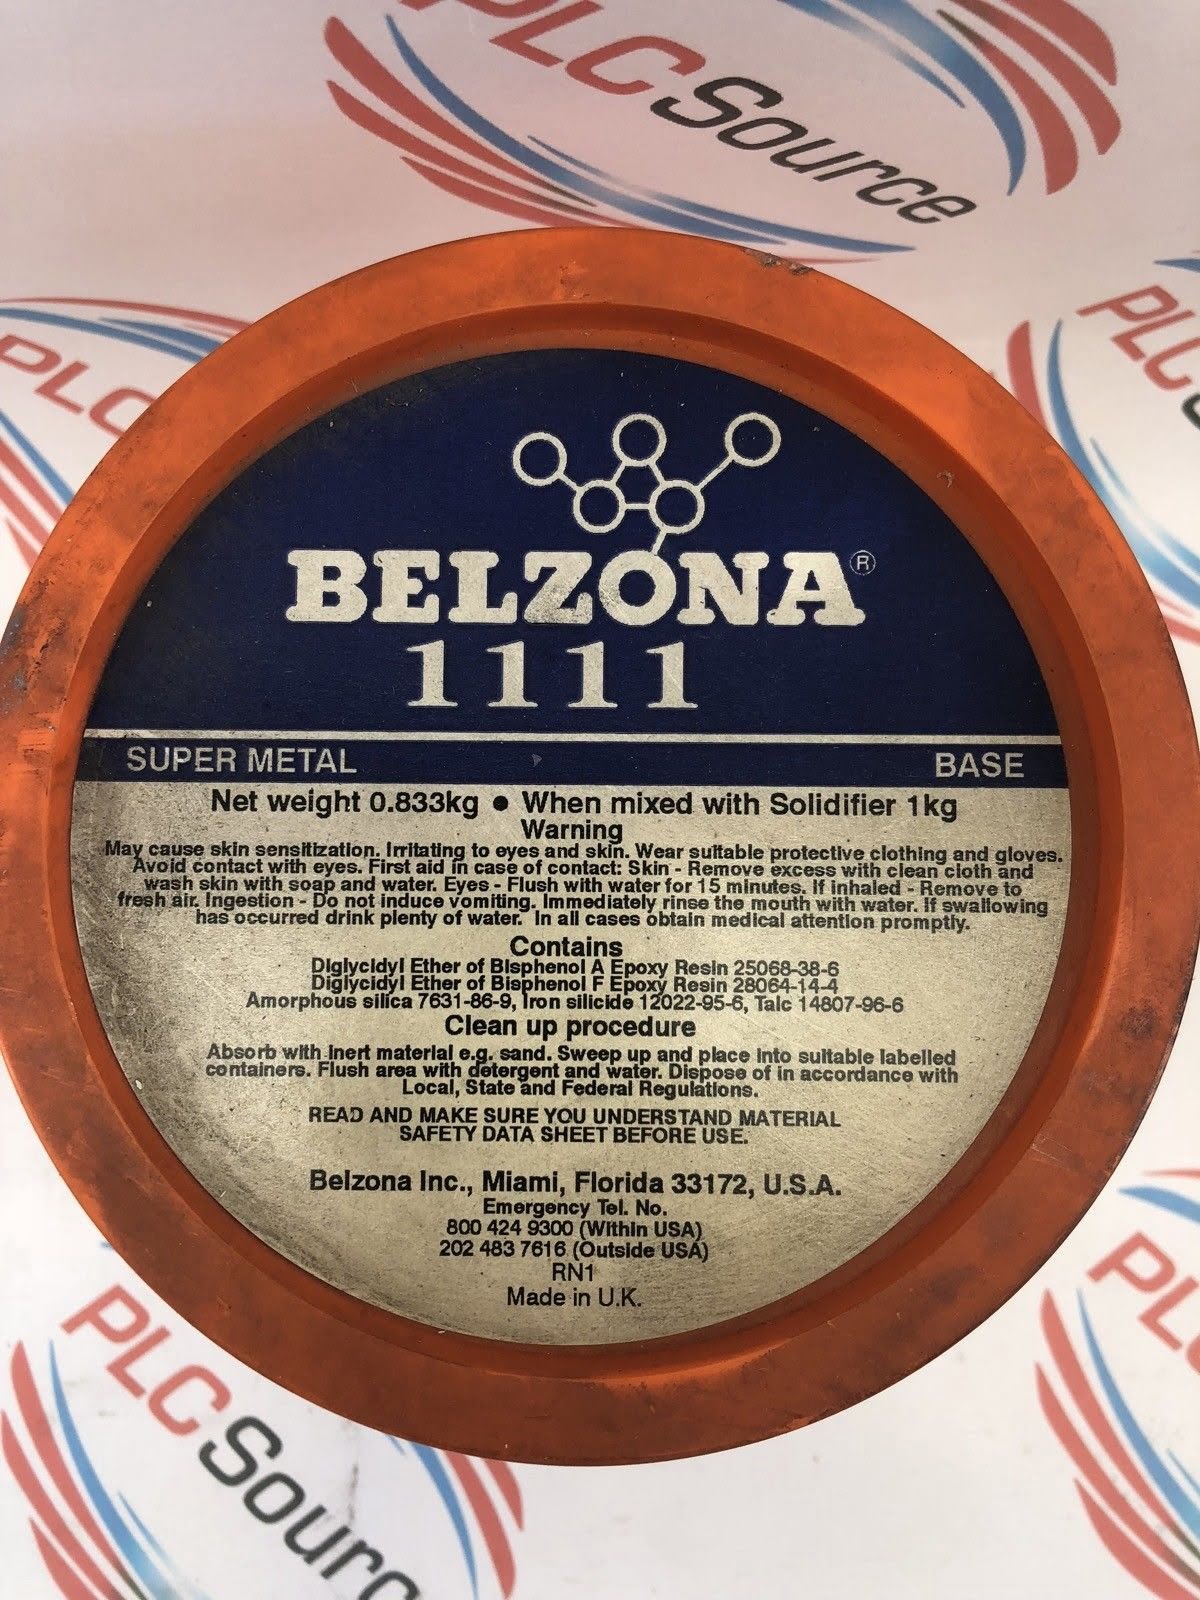 PLC Source
PLC
PLC
BELZONA®
1111
SUPER METAL BASE
Net weight 0.833kg ● When mixed with Solidifier 1kg
Warning
May cause skin sensitization. Irritating to eyes and skin. Wear suitable protective clothing and gloves.
Avoid contact with eyes. First aid in case of contact: Skin - Remove excess with clean cloth and
wash skin with soap and water. Eyes - Flush with water for 15 minutes. If inhaled - Remove to
fresh air. Ingestion - Do not induce vomiting. Immediately rinse the mouth with water. If swallowing
has occurred drink plenty of water. In all cases obtain medical attention promptly.
Contains
Diglycidyl Ether of Bisphenol A Epoxy Resin 25068-38-6
Diglycidyl Ether of Bisphenol F Epoxy Resin 28064-14-4
Amorphous silica 7631-86-9, Iron silicide 12022-95-6, Talc 14807-96-6
Clean up procedure
Absorb with inert material e.g. sand. Sweep up and place into suitable labelled
containers. Flush area with detergent and water. Dispose of in accordance with
Local, State and Federal Regulations.
READ AND MAKE SURE YOU UNDERSTAND MATERIAL
SAFETY DATA SHEET BEFORE USE.
Belzona Inc., Miami, Florida 33172, U.S.A.
Emergency Tel. No.
800 424 9300 (Within USA)
202 483 7616 (Outside USA)
RN1
Made in U.K.
PLC Source
PLC